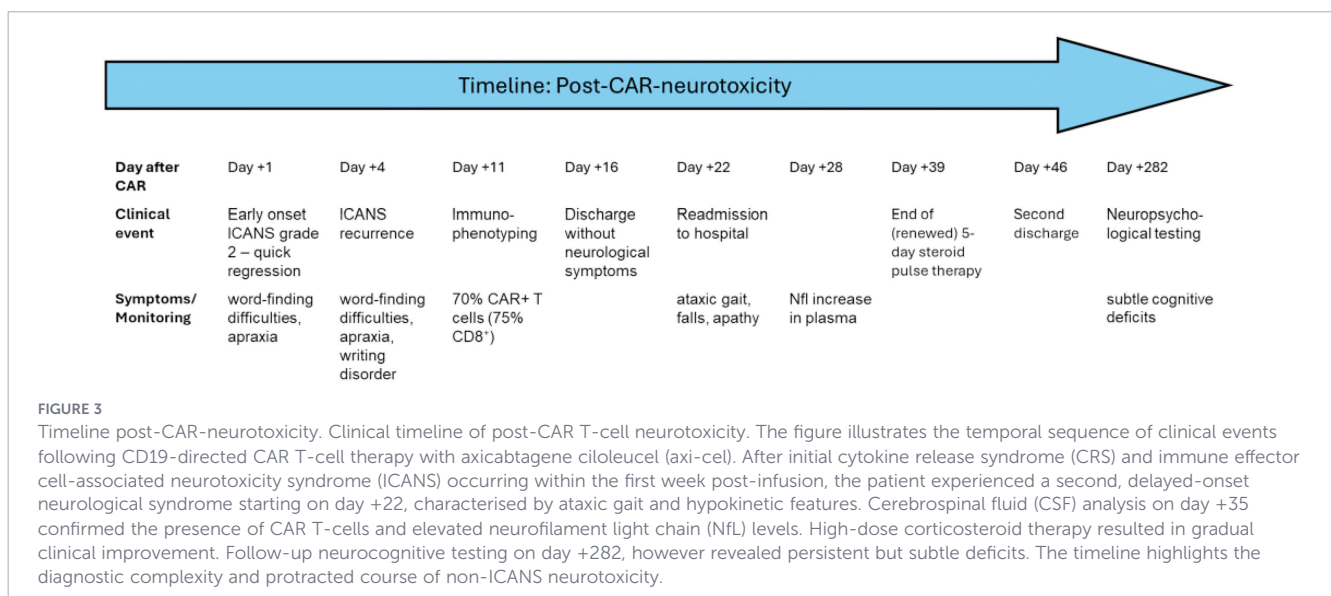 Timeline: Post-CAR-neurotoxicity
Day after CAR
Day +1
Day +4
Day +11
Day +16
Day +22
Day +28
Day +39
Day +46
Day +282
Clinical event
Early onset ICANS grade 2 – quick regression
ICANS recurrence
Immuno-phenotyping
Discharge without neurological symptoms
Readmission to hospital
End of (renewed) 5-day steroid pulse therapy
Second discharge
Neuropsycho-logical testing
Symptoms/ Monitoring
word-finding difficulties, apraxia
word-finding difficulties, apraxia, writing disorder
70% CAR+ T cells (75% CD8⁺)
ataxic gait, falls, apathy
Nfl increase in plasma
subtle cognitive deficits
FIGURE 3
Timeline post-CAR-neurotoxicity. Clinical timeline of post-CAR T-cell neurotoxicity. The figure illustrates the temporal sequence of clinical events
following CD19-directed CAR T-cell therapy with axicabtagene ciloleucel (axi-cel). After initial cytokine release syndrome (CRS) and immune effector
cell-associated neurotoxicity syndrome (ICANS) occurring within the first week post-infusion, the patient experienced a second, delayed-onset
neurological syndrome starting on day +22, characterised by ataxic gait and hypokinetic features. Cerebrospinal fluid (CSF) analysis on day +35
confirmed the presence of CAR T-cells and elevated neurofilament light chain (NfL) levels. High-dose corticosteroid therapy resulted in gradual
clinical improvement. Follow-up neurocognitive testing on day +282, however revealed persistent but subtle deficits. The timeline highlights the
diagnostic complexity and protracted course of non-ICANS neurotoxicity.